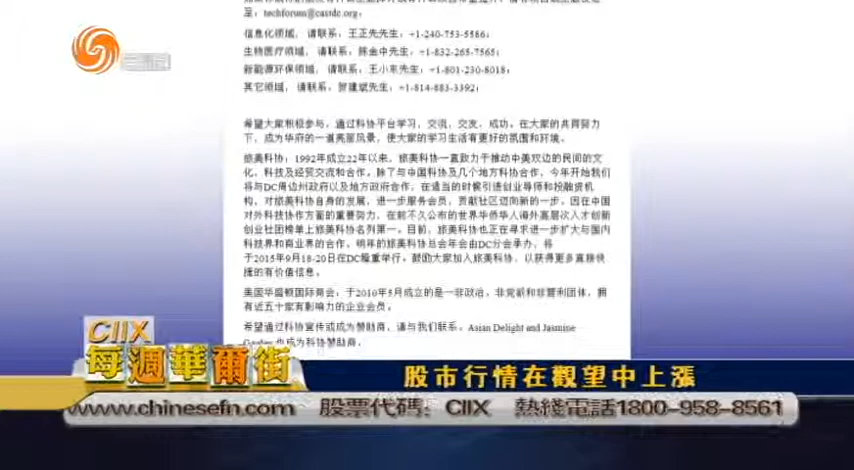 足：techforum@castdc.org；
信息化领域，请联系：王正先先生：+1-240-753-5586；
生物医疗领域，请联系：陈金中先生：+1-832-265-7565；
新能源环保领域，请联系：王小东先生：+1-801-230-8018；
其它领域，请联系：贺建斌先生：+1-814-883-3392；
希望大家积极参与，通过科协平台学习，交流，交友，成功。在大家的共同努力
下，成为华府的一道亮丽风景，使大家的学习生活有更好的氛围和环境。
旅美科协：1992年成立22年以来，旅美科协一直致力于推动中美双边的民间的文
化、科技及经贸交流和合作。除了与中国科协及几个地方科协合作，今年开始我们
将与DC周边州政府以及地方政府合作，在适当的时候引进创业导师和投融资机
构，对旅美科协自身的发展，进一步服务会员，贡献社区迈向新的一步。因在中国
对外科技协作方面的重要努力，在前不久公布的世界华侨华人海外高层次人才创新
创业社团榜单上旅美科协名列第一。目前，旅美科协也正在寻求进一步扩大与国内
科技界和商业界的合作。明年的旅美科协总会年会由DC分会承办，将
于2015年9月18-20日在DC隆重举行。鼓励大家加入旅美科协，以获得更多直接快
捷的有价值信息。
美国华盛顿国际商会：于2010年5月成立的是一非政治，非党派和非营利团体，拥
有近五十家有影响力的企业会员。
希望通过科协宣传或成为赞助商，请与我们联系。Asian Delight and Jasmine
Garden 也成为科协赞助商。
CIIX
每週華爾街
股市行情在觀望中上漲
www.chinesefn.com 股票代碼：CIIX 熱綫電話1800-958-8561